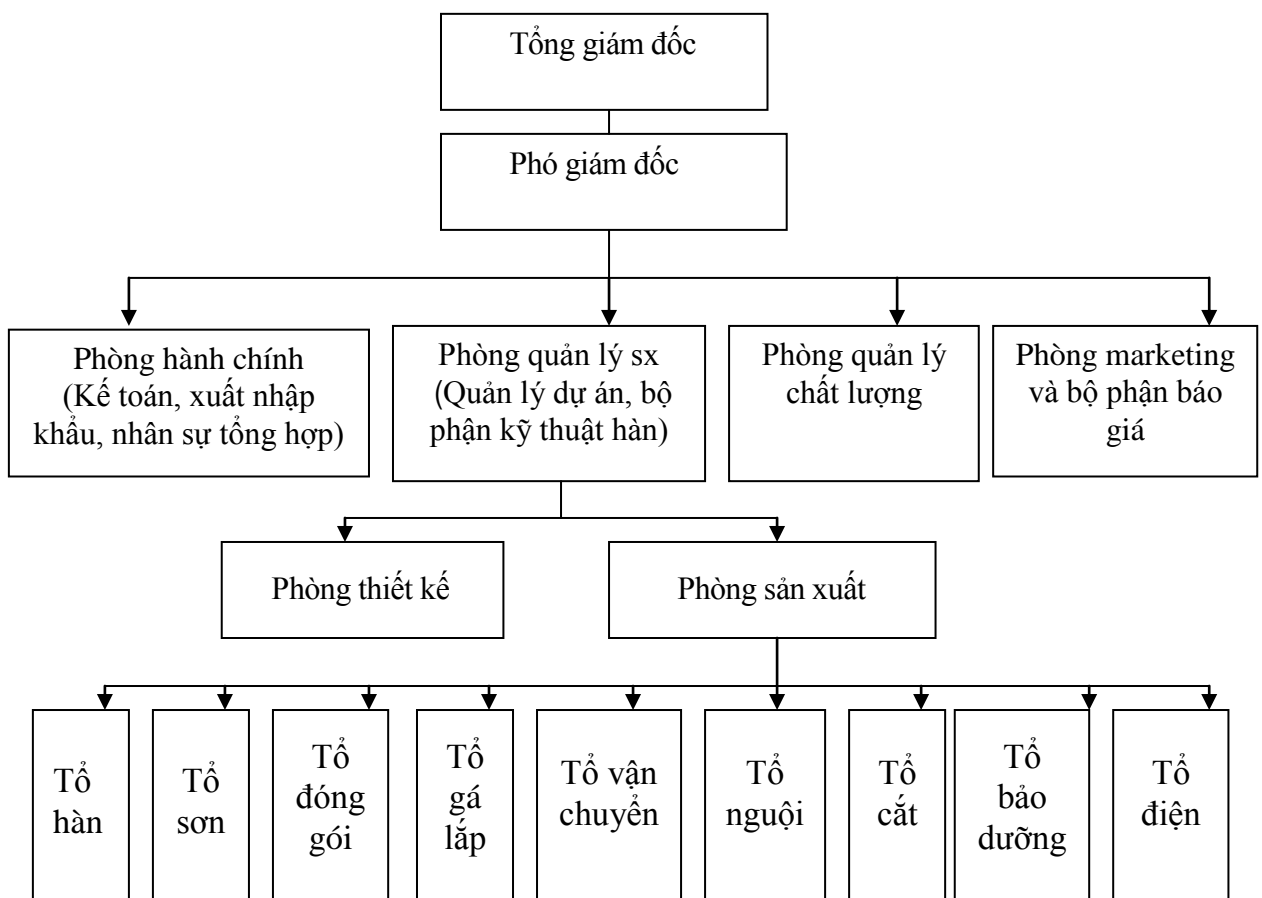 Tổng giám đốc
Phó giám đốc
Phòng hành chính
(Kế toán, xuất nhập
khẩu, nhân sự tổng hợp)
Phòng quản lý sx
(Quản lý dự án, bộ
phận kỹ thuật hàn)
Phòng quản lý
chất lượng
Phòng marketing
và bộ phận báo
giá
Phòng thiết kế
Phòng sản xuất
Tổ
hàn
Tổ
sơn
Tổ
đóng
gói
Tổ
gá
lắp
Tổ vận
chuyển
Tổ
nguội
Tổ
cắt
Tổ
bảo
dưỡng
Tổ
điện